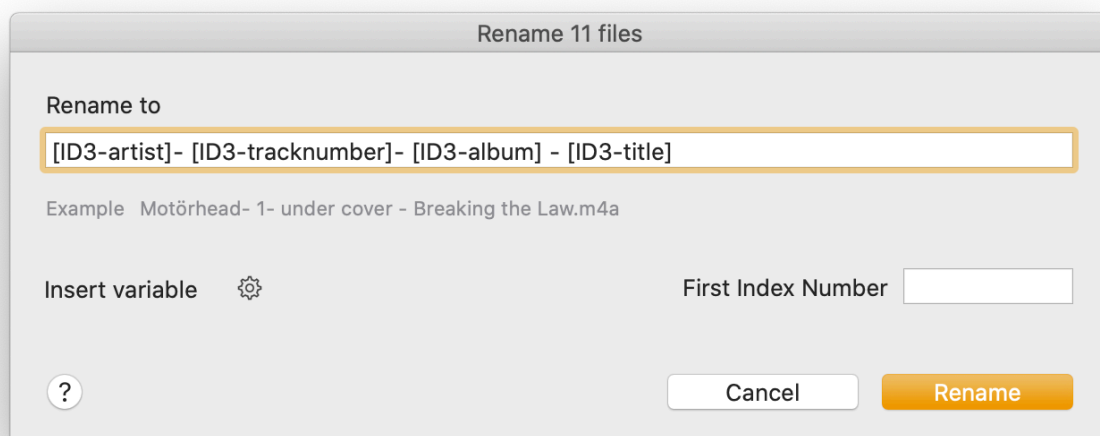 Rename 11 files
Rename to
[ID3-artist]- [ID3-tracknumber]- [ID3-album] - [ID3-title]
Example Motörhead- 1- under cover - Breaking the Law.m4a
Insert variable First Index Number
? Cancel Rename